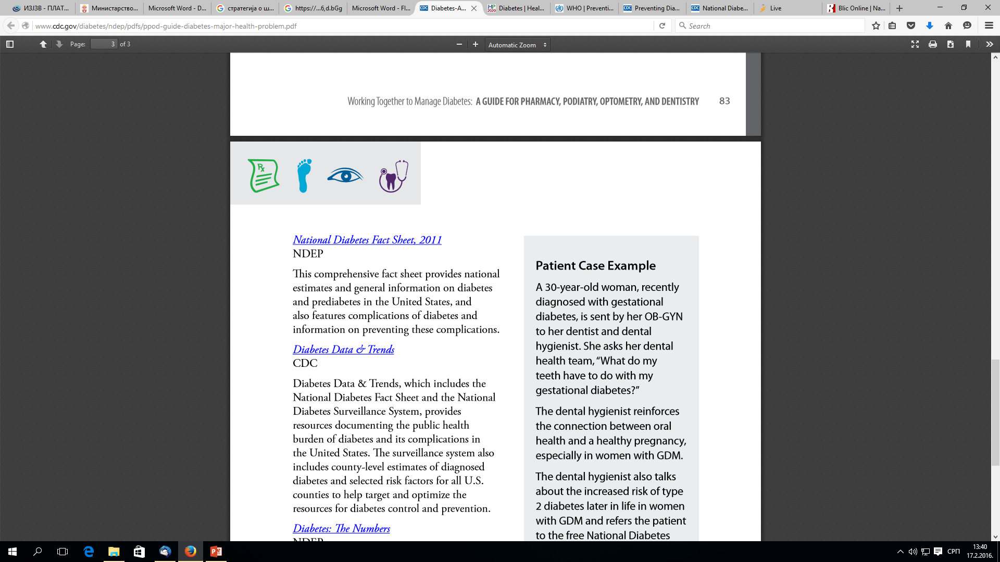 ИЗЈЗВ - ПЛАТ...
Министарство...
Microsoft Word - D...
стратегија о ш...
https://...6,d.bGg
Microsoft Word - Fl...
Diabetes-A...
Diabetes | Heal...
WHO | Preventi...
Preventing Dia...
National Diabe...
Live
Blic Online | Na...
www.cdc.gov/diabetes/ndep/pdfs/ppod-guide-diabetes-major-health-problem.pdf
Search
Page: 3 of 3
Automatic Zoom
Working Together to Manage Diabetes: A GUIDE FOR PHARMACY, PODIATRY, OPTOMETRY, AND DENTISTRY 83
Rx
National Diabetes Fact Sheet, 2011
NDEP
This comprehensive fact sheet provides national
estimates and general information on diabetes
and prediabetes in the United States, and
also features complications of diabetes and
information on preventing these complications.
Diabetes Data & Trends
CDC
Diabetes Data & Trends, which includes the
National Diabetes Fact Sheet and the National
Diabetes Surveillance System, provides
resources documenting the public health
burden of diabetes and its complications in
the United States. The surveillance system also
includes county-level estimates of diagnosed
diabetes and selected risk factors for all U.S.
counties to help target and optimize the
resources for diabetes control and prevention.
Diabetes: The Numbers
NDEP
Patient Case Example
A 30-year-old woman, recently
diagnosed with gestational
diabetes, is sent by her OB-GYN
to her dentist and dental
hygienist. She asks her dental
health team, “What do my
teeth have to do with my
gestational diabetes?”
The dental hygienist reinforces
the connection between oral
health and a healthy pregnancy,
especially in women with GDM.
The dental hygienist also talks
about the increased risk of type
2 diabetes later in life in women
with GDM and refers the patient
to the free National Diabetes
СРП
13:40
17.2.2016.